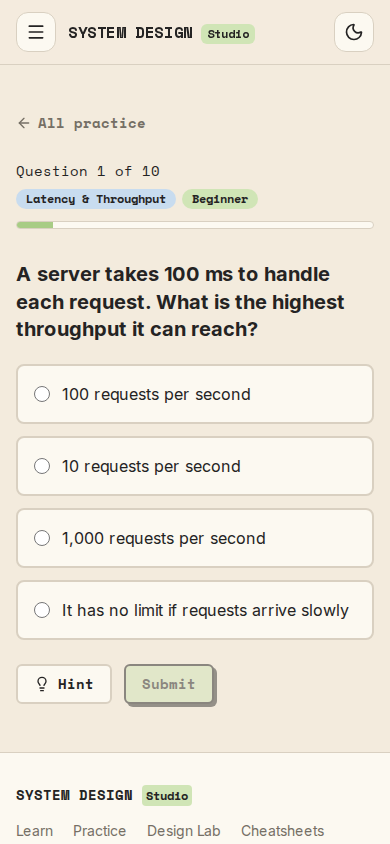 SYSTEM DESIGN Studio
← All practice
Question 1 of 10
Latency & Throughput Beginner
A server takes 100 ms to handle
each request. What is the highest
throughput it can reach?
100 requests per second
10 requests per second
1,000 requests per second
It has no limit if requests arrive slowly
Hint Submit
SYSTEM DESIGN Studio
Learn Practice Design Lab Cheatsheets